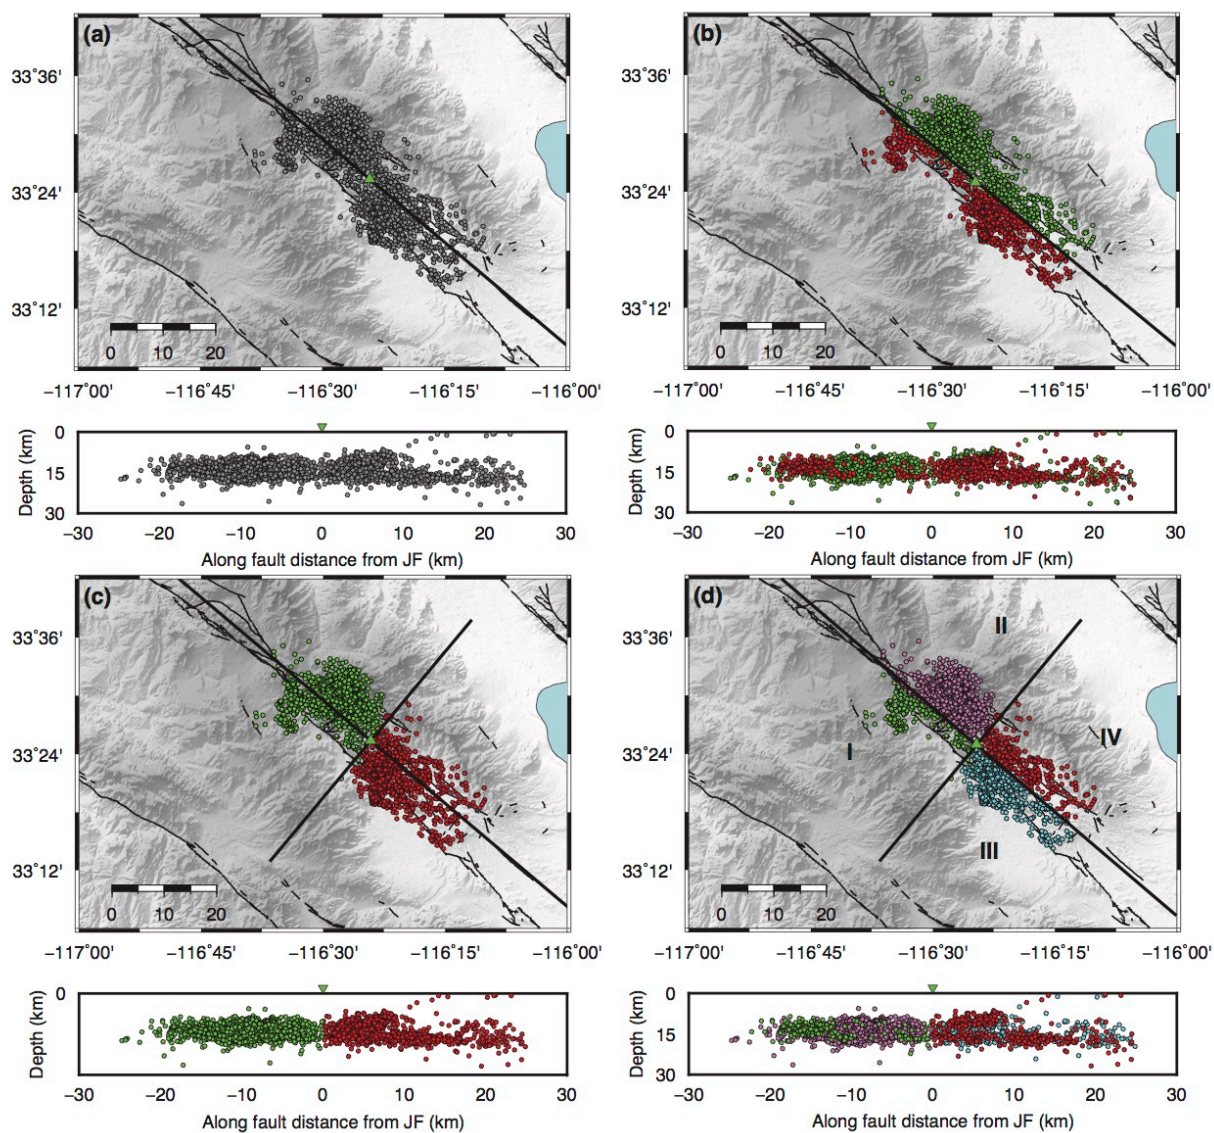 (a)
33°36'
33°24'
33°12'
0 10 20
−117°00' −116°45' −116°30' −116°15' −116°00'
0
15
30
Depth (km)
−30 −20 −10 0 10 20 30
Along fault distance from JF (km)
(b)
33°36'
33°24'
33°12'
0 10 20
−117°00' −116°45' −116°30' −116°15' −116°00'
0
15
30
Depth (km)
−30 −20 −10 0 10 20 30
Along fault distance from JF (km)
(c)
33°36'
33°24'
33°12'
0 10 20
−117°00' −116°45' −116°30' −116°15' −116°00'
0
Depth (km)
−30 −20 −10 0 10 20 30
Along fault distance from JF (km)
(d)
II
33°36'
IV
I
33°24'
III
33°12'
0 10 20
−117°00' −116°45' −116°30' −116°15' −116°00'
0
15
30
Depth (km)
−30 −20 −10 0 10 20 30
Along fault distance from JF (km)